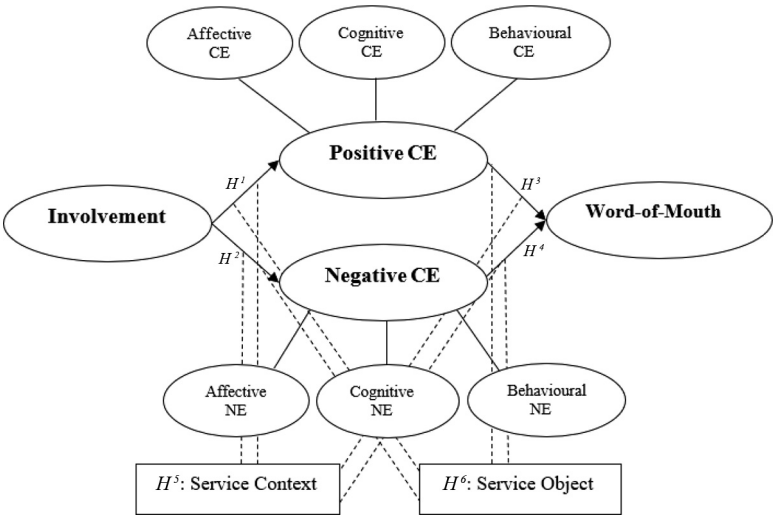 Affective
CE
Cognitive
CE
Behavioural
CE
Positive CE
H¹
H³
Involvement
Word-of-Mouth
H²
H⁴
Negative CE
Affective
NE
Cognitive
NE
Behavioural
NE
H⁵: Service Context
H⁶: Service Object